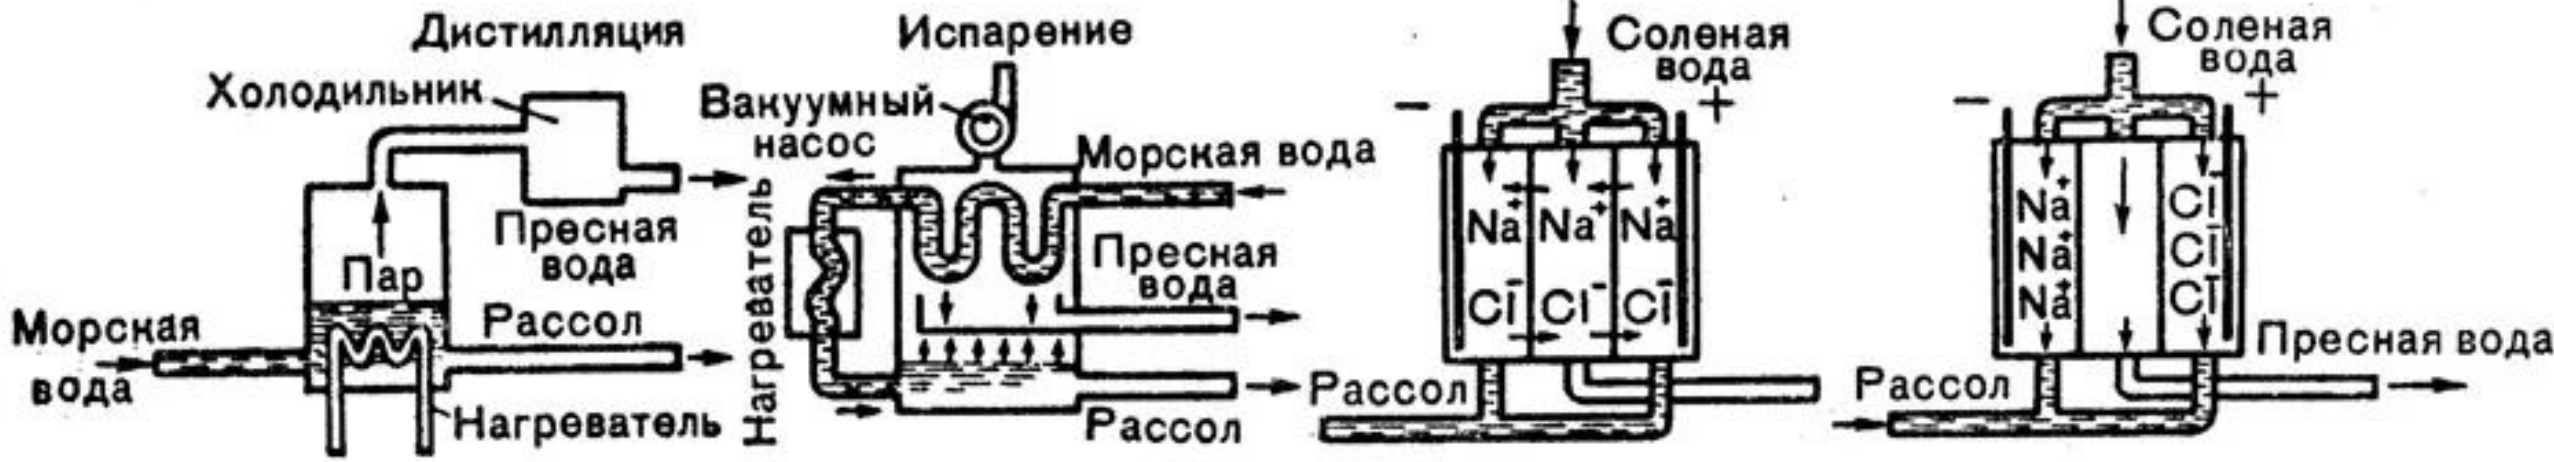 Дистилляция
Холодильник
Пресная
вода
Пар
Морская
вода
Рассол
Нагреватель
Испарение
Вакуумный
насос
Морская вода
Нагреватель
Пресная
вода
Рассол
Соленая
вода
− +
Na⁺ Na⁺ Na⁺
Cl⁻ Cl⁻ Cl⁻
Рассол
Соленая
вода
− +
Na⁺ Cl⁻
Na⁺ Cl⁻
Na⁺ Cl⁻
Пресная вода
Рассол